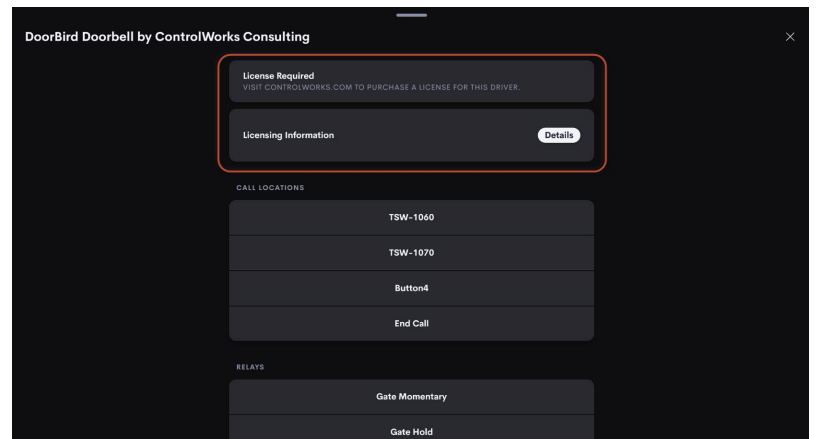 DoorBird Doorbell by ControlWorks Consulting
License Required
VISIT CONTROLWORKS.COM TO PURCHASE A LICENSE FOR THIS DRIVER.
Licensing Information
Details
CALL LOCATIONS
TSW-1060
TSW-1070
Button4
End Call
RELAYS
Gate Momentary
Gate Hold